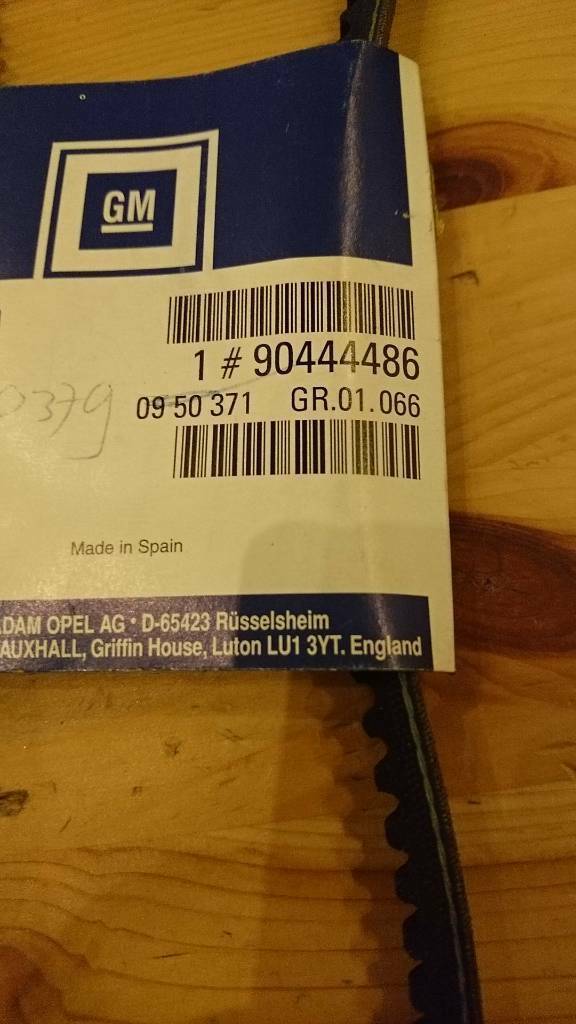 GM
1 # 90444486
09 50 371 GR.01.066
0379
Made in Spain
ADAM OPEL AG • D-65423 Rüsselsheim
AUXHALL, Griffin House, Luton LU1 3YT. England